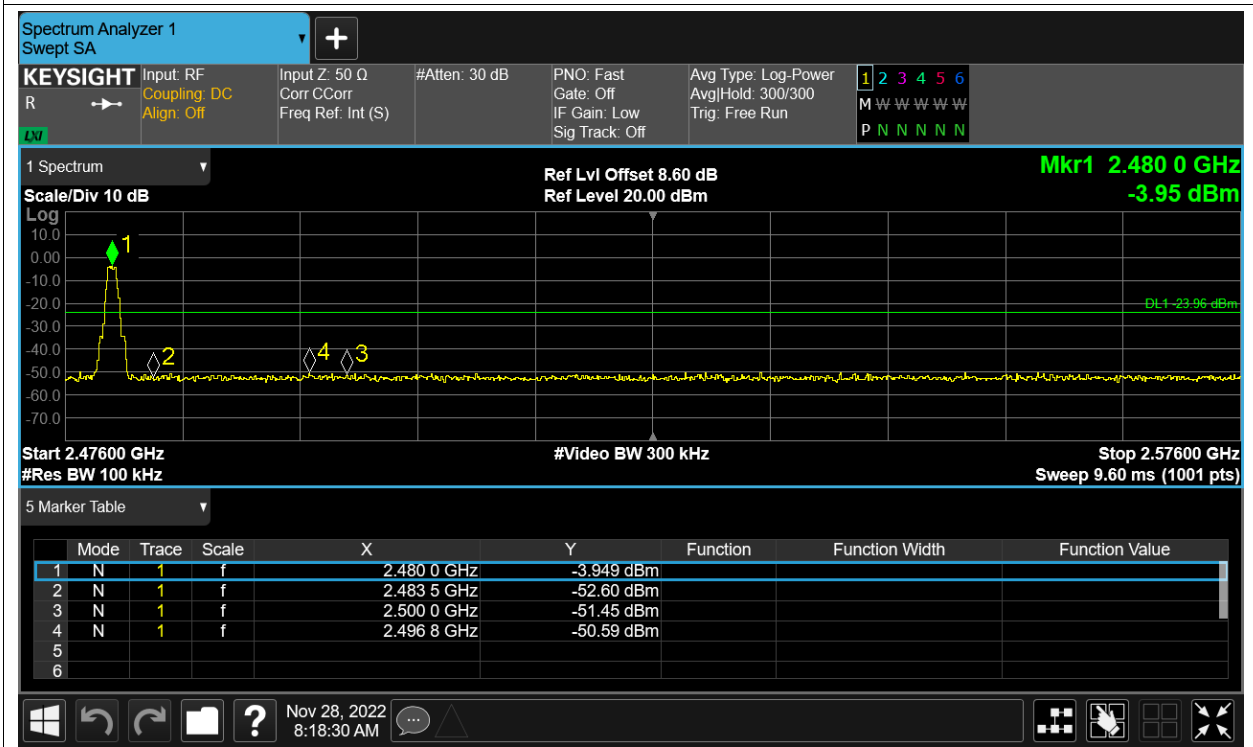 Spectrum Analyzer 1
Swept SA
+
KEYSIGHT Input: RF Input Z: 50 Ω #Atten: 30 dB PNO: Fast Avg Type: Log-Power 1 2 3 4 5 6
R Coupling: DC Corr CCorr Gate: Off Avg|Hold: 300/300 M W W W W W
Align: Off Freq Ref: Int (S) IF Gain: Low Trig: Free Run
LXI Sig Track: Off P N N N N N
1 Spectrum Ref Lvl Offset 8.60 dB Mkr1 2.480 0 GHz
Scale/Div 10 dB Ref Level 20.00 dBm -3.95 dBm
Log
10.0
1
0.00
-10.0
-20.0 DL1 -23.96 dBm
-30.0
-40.0
2 4 3
-50.0
-60.0
-70.0
Start 2.47600 GHz #Video BW 300 kHz Stop 2.57600 GHz
#Res BW 100 kHz Sweep 9.60 ms (1001 pts)
5 Marker Table
Mode Trace Scale X Y Function Function Width Function Value
1 N 1 f 2.480 0 GHz -3.949 dBm
2 N 1 f 2.483 5 GHz -52.60 dBm
3 N 1 f 2.500 0 GHz -51.45 dBm
4 N 1 f 2.496 8 GHz -50.59 dBm
5
6
? Nov 28, 2022
8:18:30 AM